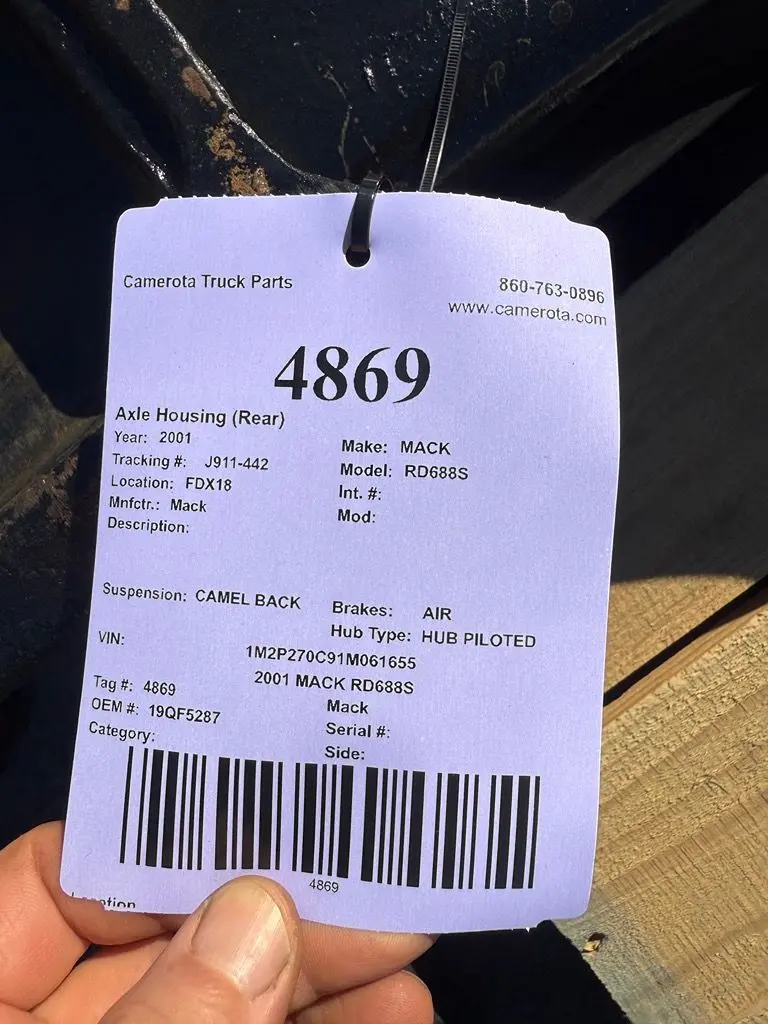 Camerota Truck Parts 860-763-0896
www.camerota.com
4869
Axle Housing (Rear)
Year: 2001 Make: MACK
Tracking #: J911-442 Model: RD688S
Location: FDX18 Int. #:
Mnfctr.: Mack Mod:
Description:
Suspension: CAMEL BACK Brakes: AIR
Hub Type: HUB PILOTED
VIN: 1M2P270C91M061655
2001 MACK RD688S
Tag #: 4869 Mack
OEM #: 19QF5287 Serial #:
Category: Side:
4869